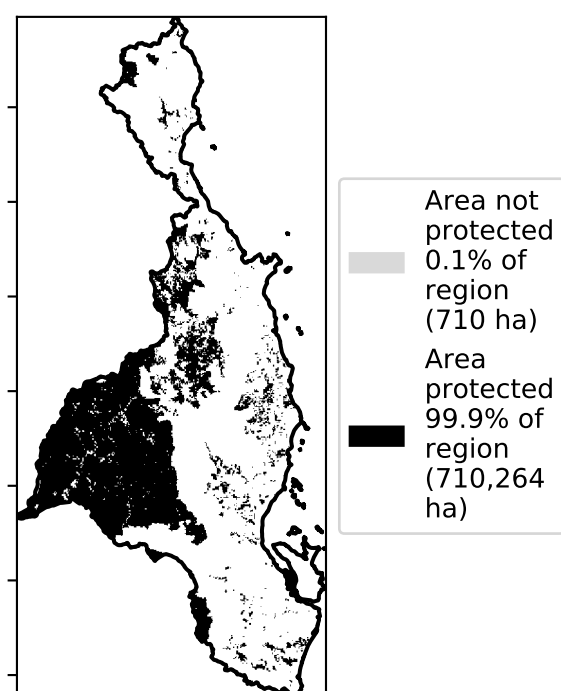 Area not
protected
0.1% of
region
(710 ha)
Area
protected
99.9% of
region
(710,264
ha)